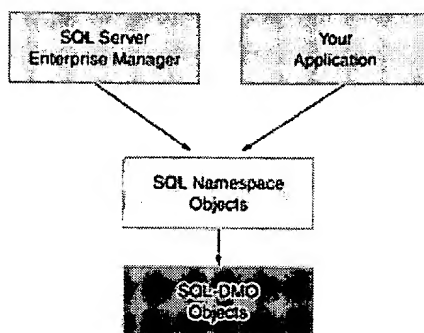 SQL Server
Enterprise Manager
Your
Application
SQL Namespace
Objects
SQL-DMO
Objects